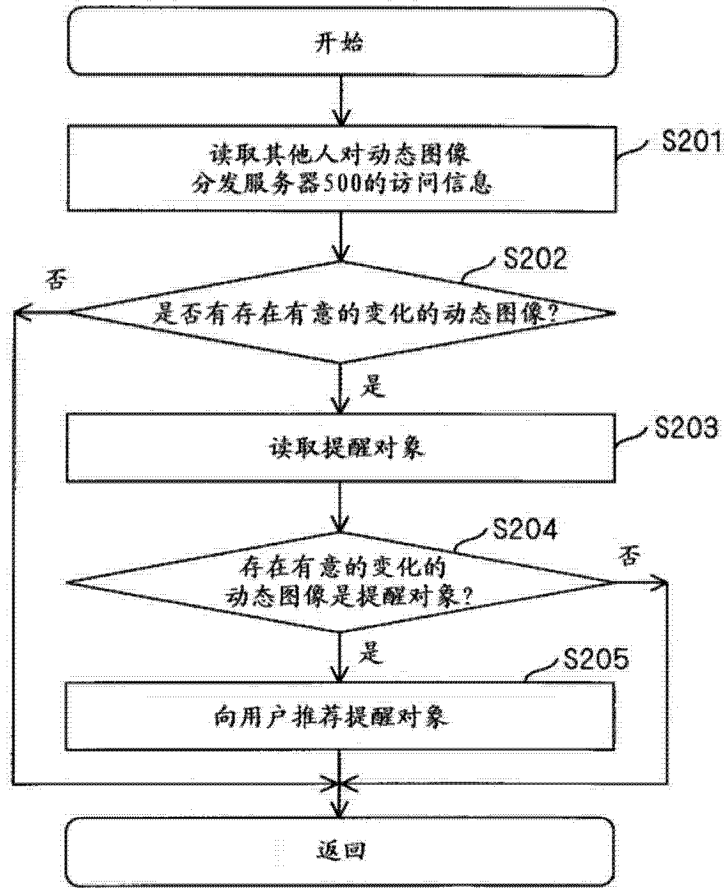 开始
S201
读取其他人对动态图像
分发服务器500的访问信息
S202
否
是否有存在有意的变化的动态图像?
是
S203
读取提醒对象
S204
否
存在有意的变化的
动态图像是提醒对象?
是
S205
向用户推荐提醒对象
返回